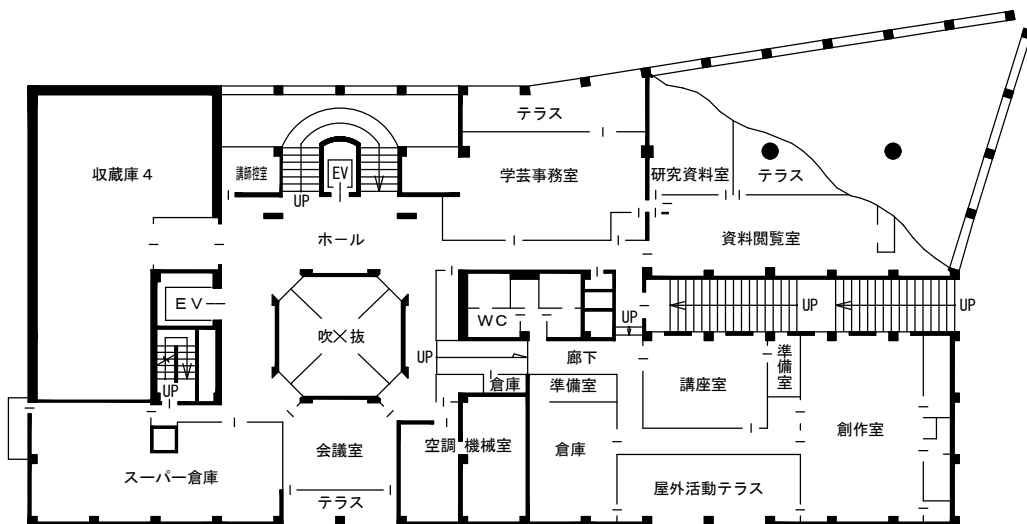 テラス
収蔵庫４
講師控室
EV
学芸事務室
研究資料室
テラス
UP
ホール
資料閲覧室
ＥＶ
吹抜
ＷＣ
UP
UP
UP
UP
廊下
UP
倉庫
準備室
講座室
準備室
会議室
空調
機械室
倉庫
創作室
スーパー倉庫
テラス
屋外活動テラス